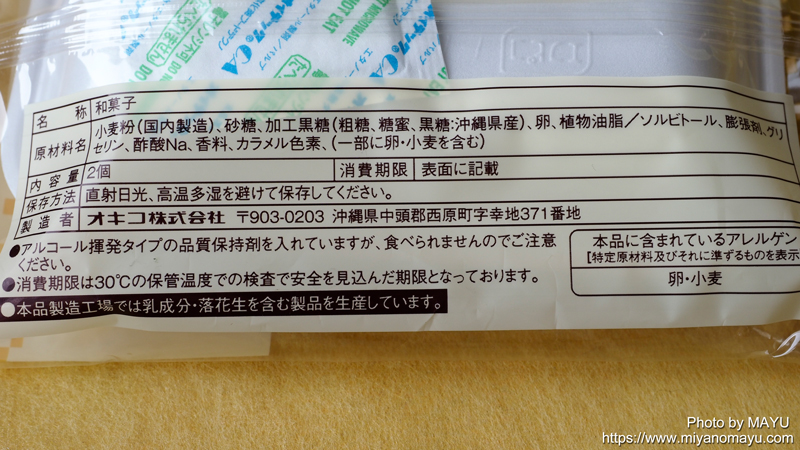 DO NOT EAT
DO NOT MICROWAVE
名 称 和菓子
原材料名 小麦粉(国内製造)、砂糖、加工黒糖(粗糖、糖蜜、黒糖:沖縄県産)、卵、植物油脂/ソルビトール、膨張剤、グリ
セリン、酢酸Na、香料、カラメル色素、(一部に卵・小麦を含む)
内容量 2個 消費期限 表面に記載
保存方法 直射日光、高温多湿を避けて保存してください。
製造者 オキコ株式会社 〒903-0203 沖縄県中頭郡西原町字幸地371番地
●アルコール揮発タイプの品質保持剤を入れていますが、食べられませんのでご注意
ください。
●消費期限は30℃の保管温度での検査で安全を見込んだ期限となっております。
●本品製造工場では乳成分・落花生を含む製品を生産しています。
本品に含まれているアレルゲン
[特定原材料及びそれに準ずるものを表示
卵・小麦
Photo by MAYU
https://www.miyanomayu.com/